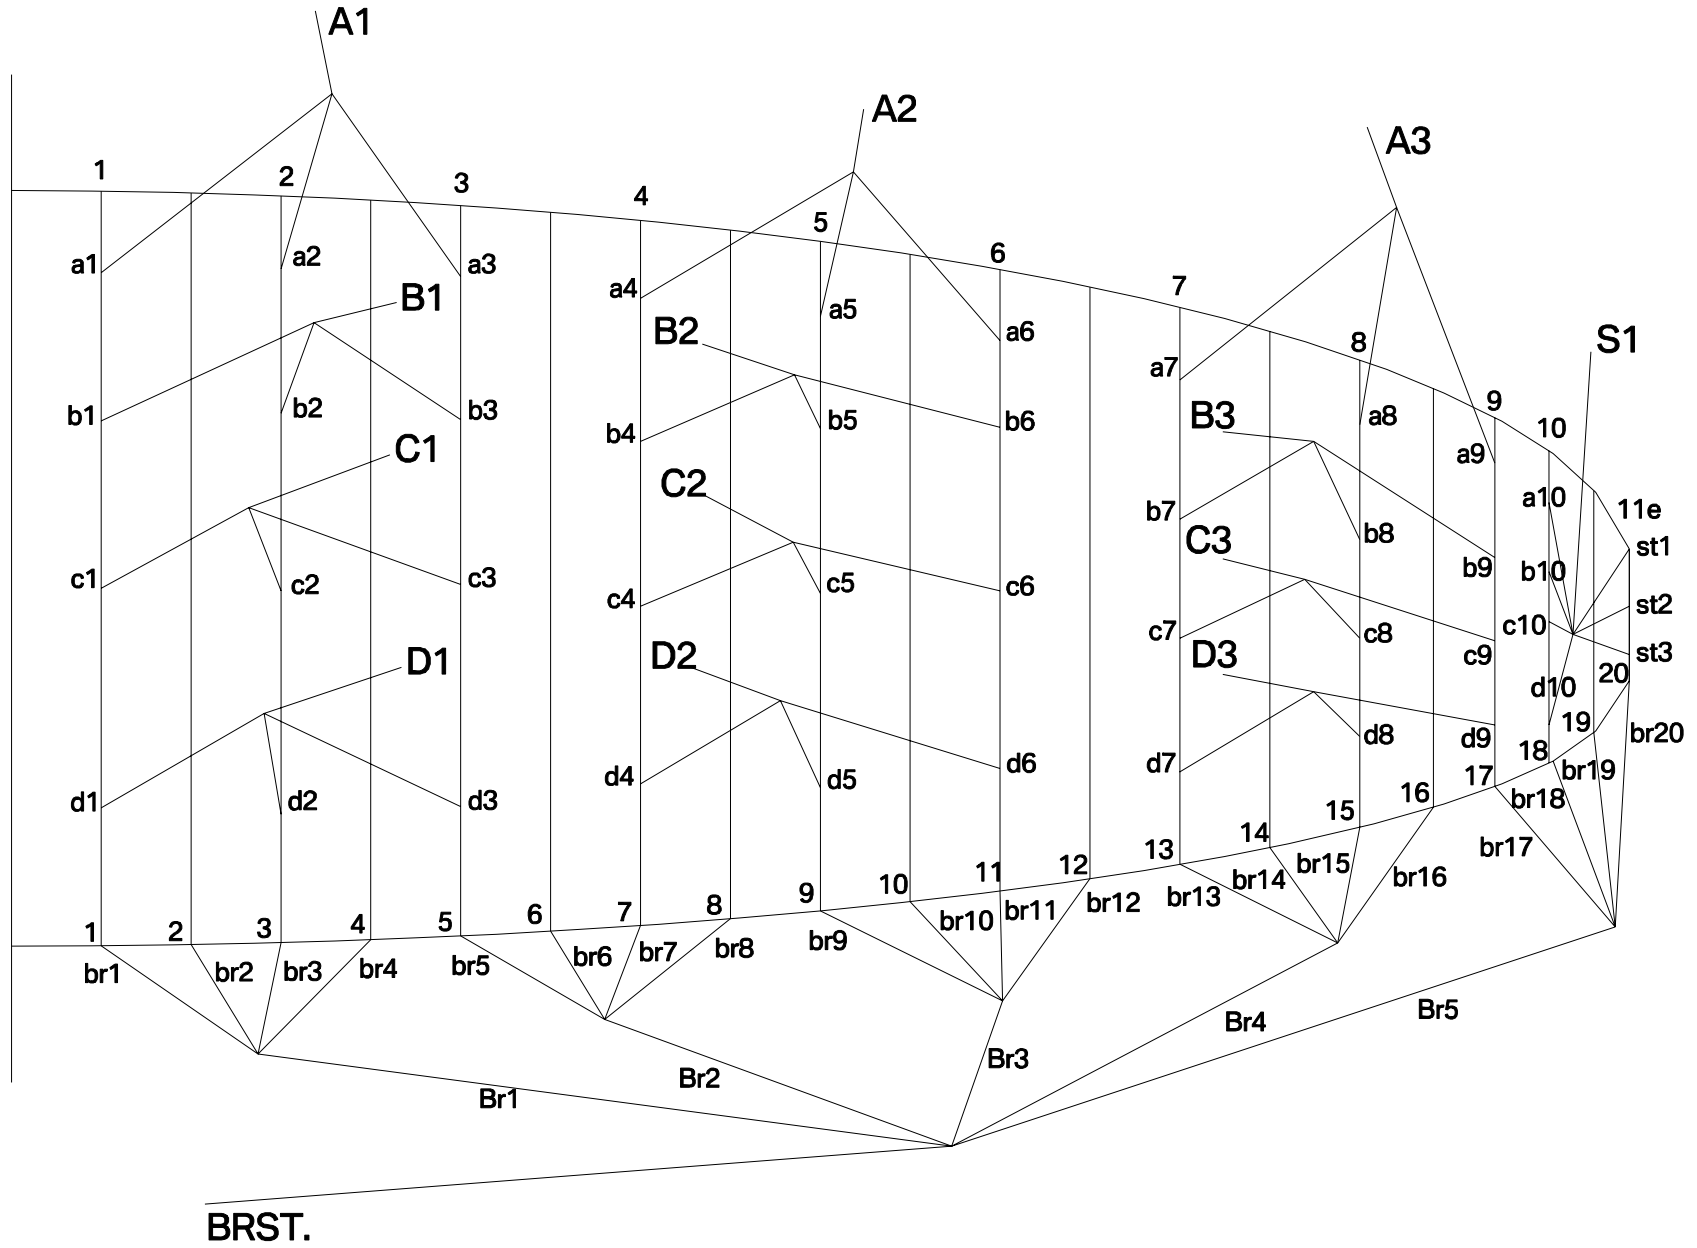 A1
A2
A3
1
2
3
4
5
6
7
8
9
10
11e
S1
a1
a2
a3
a4
a5
a6
a7
a8
a9
a10
B1
B2
B3
b1
b2
b3
b4
b5
b6
b7
b8
b9
b10
st1
C1
C2
C3
c1
c2
c3
c4
c5
c6
c7
c8
c9
c10
st2
st3
D1
D2
D3
d1
d2
d3
d4
d5
d6
d7
d8
d9
d10
1
2
3
4
5
6
7
8
9
10
11
12
13
14
15
16
17
18
19
20
br1
br2
br3
br4
br5
br6
br7
br8
br9
br10
br11
br12
br13
br14
br15
br16
br17
br18
br19
br20
Br1
Br2
Br3
Br4
Br5
BRST.